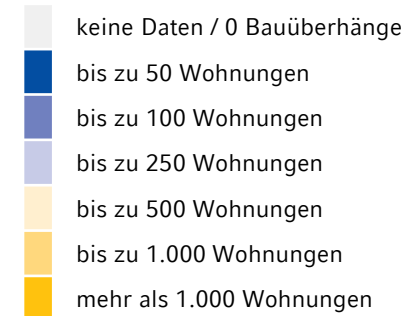 keine Daten / 0 Bauüberhänge
bis zu 50 Wohnungen
bis zu 100 Wohnungen
bis zu 250 Wohnungen
bis zu 500 Wohnungen
bis zu 1.000 Wohnungen
mehr als 1.000 Wohnungen